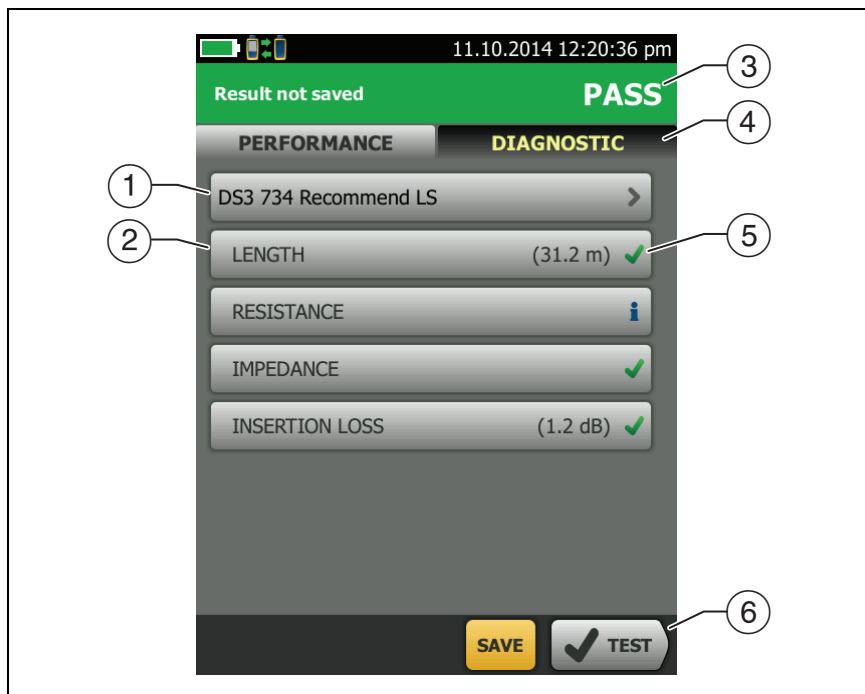 11.10.2014 12:20:36 pm
Result not saved PASS
3
4
PERFORMANCE DIAGNOSTIC
1
DS3 734 Recommend LS
2
LENGTH (31.2 m)
5
RESISTANCE i
IMPEDANCE
INSERTION LOSS (1.2 dB)
6
SAVE TEST